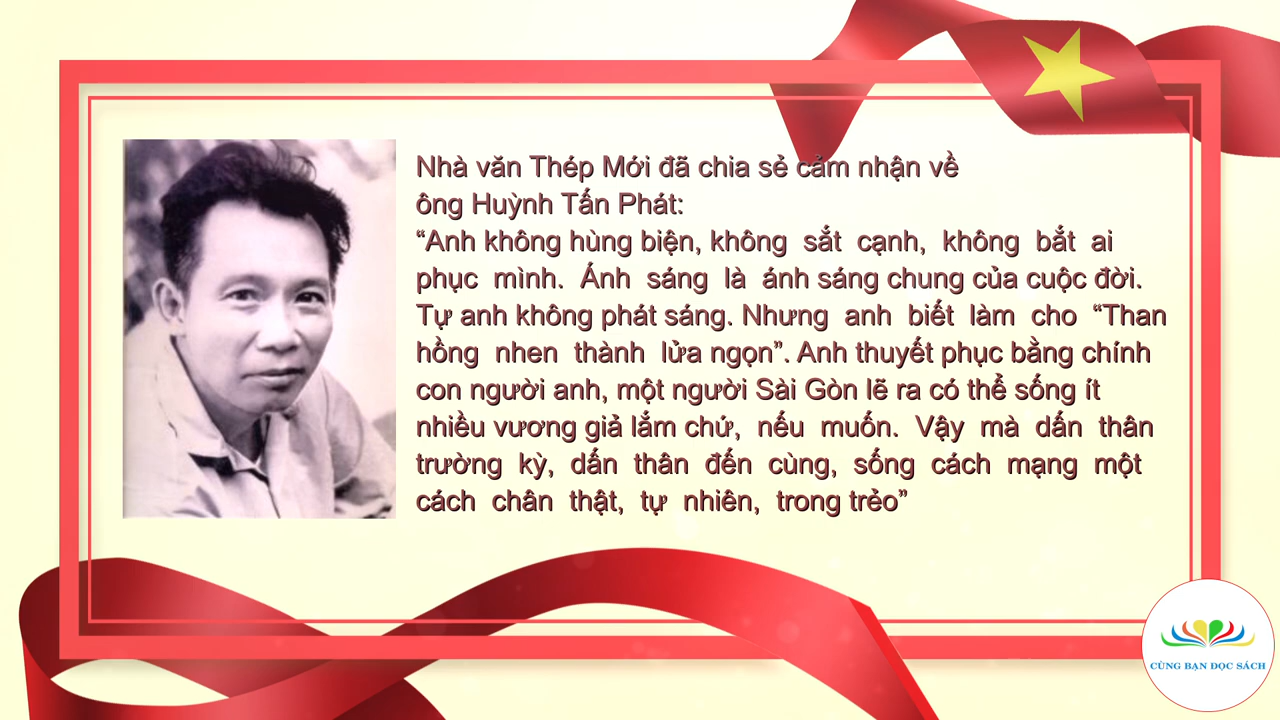 Nhà văn Thép Mới đã chia sẻ cảm nhận về
ông Huỳnh Tấn Phát:
“Anh không hùng biện, không sắt cạnh, không bắt ai
phục mình. Ánh sáng là ánh sáng chung của cuộc đời.
Tự anh không phát sáng. Nhưng anh biết làm cho “Than
hồng nhen thành lửa ngọn”. Anh thuyết phục bằng chính
con người anh, một người Sài Gòn lẽ ra có thể sống ít
nhiều vương giả lắm chứ, nếu muốn. Vậy mà dấn thân
trường kỳ, dấn thân đến cùng, sống cách mạng một
cách chân thật, tự nhiên, trong trẻo”
CÙNG BẠN ĐỌC SÁCH